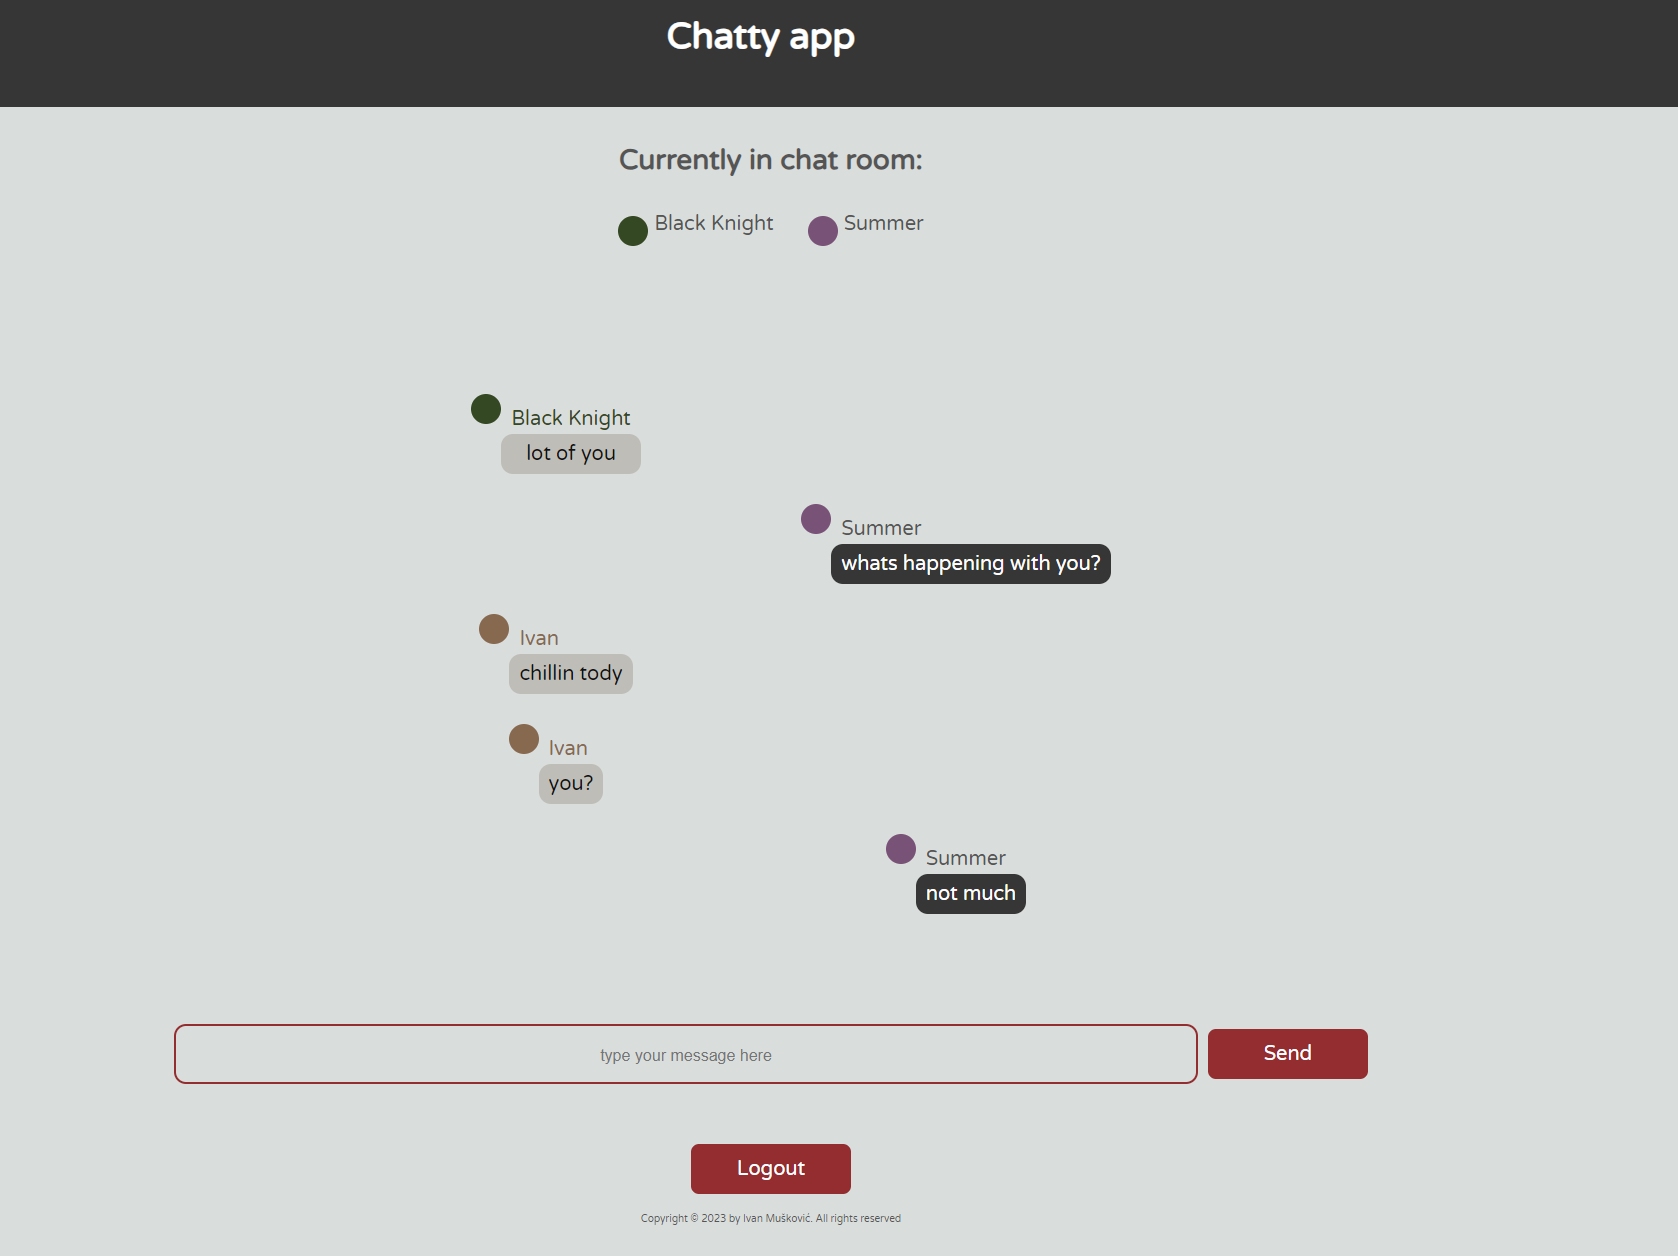 Chatty app
Currently in chat room:
Black Knight Summer
Black Knight
lot of you
Summer
whats happening with you?
Ivan
chillin tody
Ivan
you?
Summer
not much
type your message here Send
Logout
Copyright © 2023 by Ivan Mušković. All rights reserved